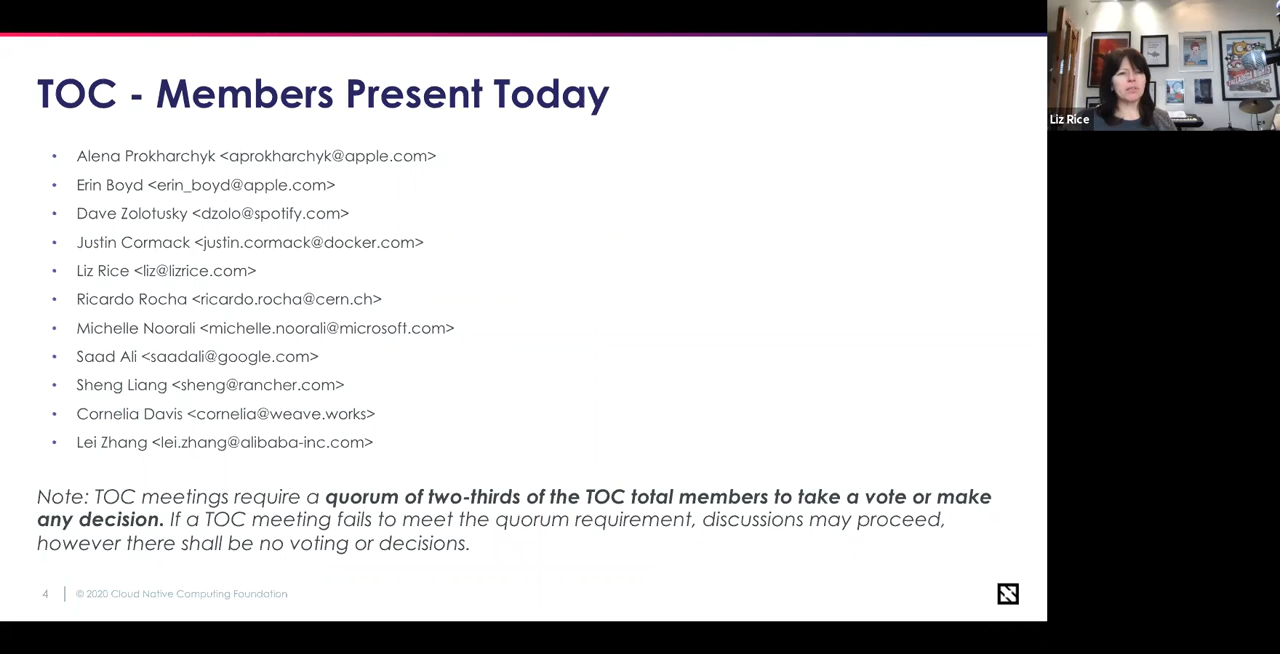 TOC - Members Present Today
• Alena Prokharchyk <aprokharchyk@apple.com>
• Erin Boyd <erin_boyd@apple.com>
• Dave Zolotusky <dzolo@spotify.com>
• Justin Cormack <justin.cormack@docker.com>
• Liz Rice <liz@lizrice.com>
• Ricardo Rocha <ricardo.rocha@cern.ch>
• Michelle Noorali <michelle.noorali@microsoft.com>
• Saad Ali <saadali@google.com>
• Sheng Liang <sheng@rancher.com>
• Cornelia Davis <cornelia@weave.works>
• Lei Zhang <lei.zhang@alibaba-inc.com>
Note: TOC meetings require a quorum of two-thirds of the TOC total members to take a vote or make
any decision. If a TOC meeting fails to meet the quorum requirement, discussions may proceed,
however there shall be no voting or decisions.
4 | © 2020 Cloud Native Computing Foundation
Liz Rice